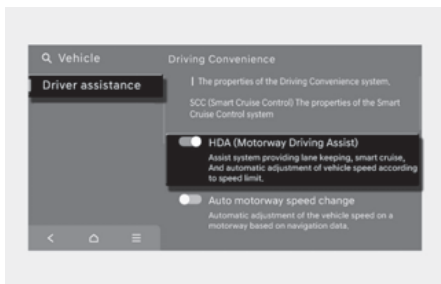 Vehicle
Driver assistance
Driving Convenience
The properties of the Driving Convenience system.
SCC (Smart Cruise Control) The properties of the Smart
Cruise Control system
HDA (Motorway Driving Assist)
Assist system providing lane keeping, smart cruise,
And automatic adjustment of vehicle speed according
to speed limit.
Auto motorway speed change
Automatic adjustment of the vehicle speed on a
motorway based on navigation data.